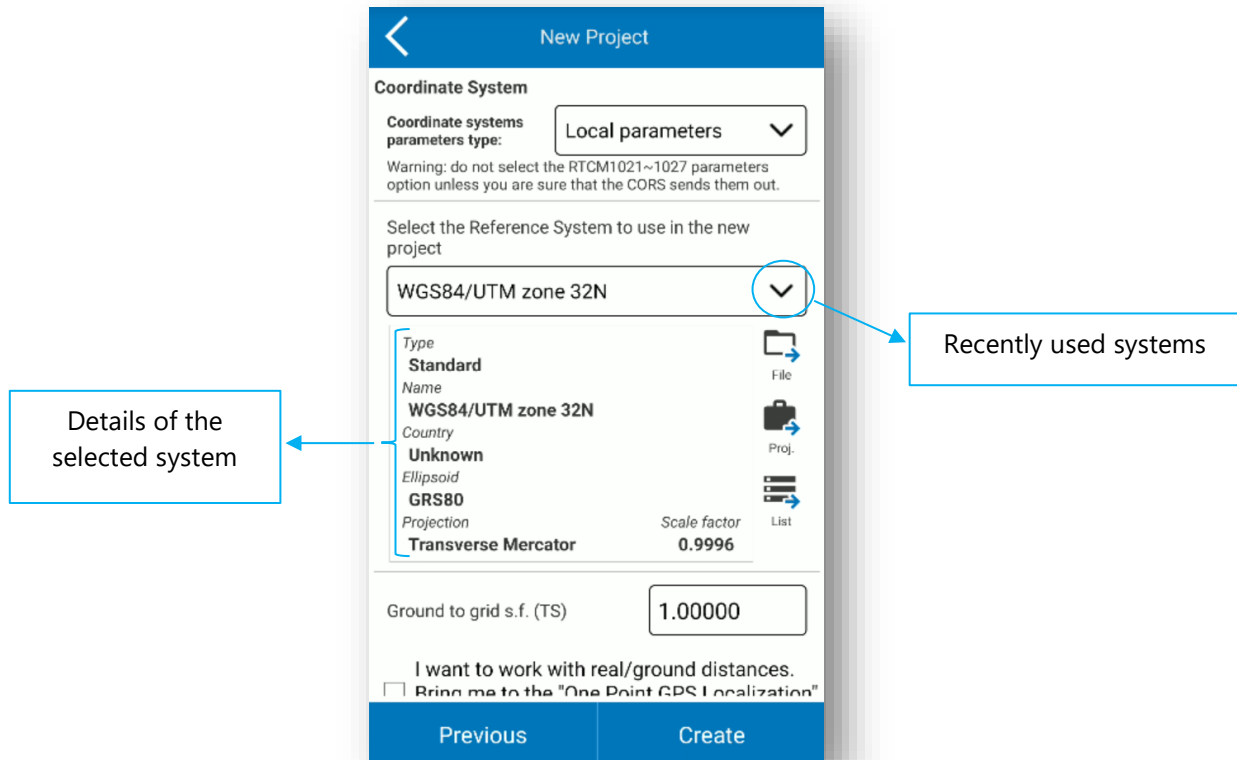 New Project
Coordinate System
Coordinate systems
parameters type:
Local parameters
Warning: do not select the RTCM1021~1027 parameters
option unless you are sure that the CORS sends them out.
Select the Reference System to use in the new
project
WGS84/UTM zone 32N
Recently used systems
Details of the
selected system
Type
Standard
Name
WGS84/UTM zone 32N
Country
Unknown
Ellipsoid
GRS80
Projection
Transverse Mercator
Scale factor
0.9996
File
Proj.
List
Ground to grid s.f. (TS)
1.00000
I want to work with real/ground distances.
Bring me to the "One Point GPS Localization"
Previous
Create